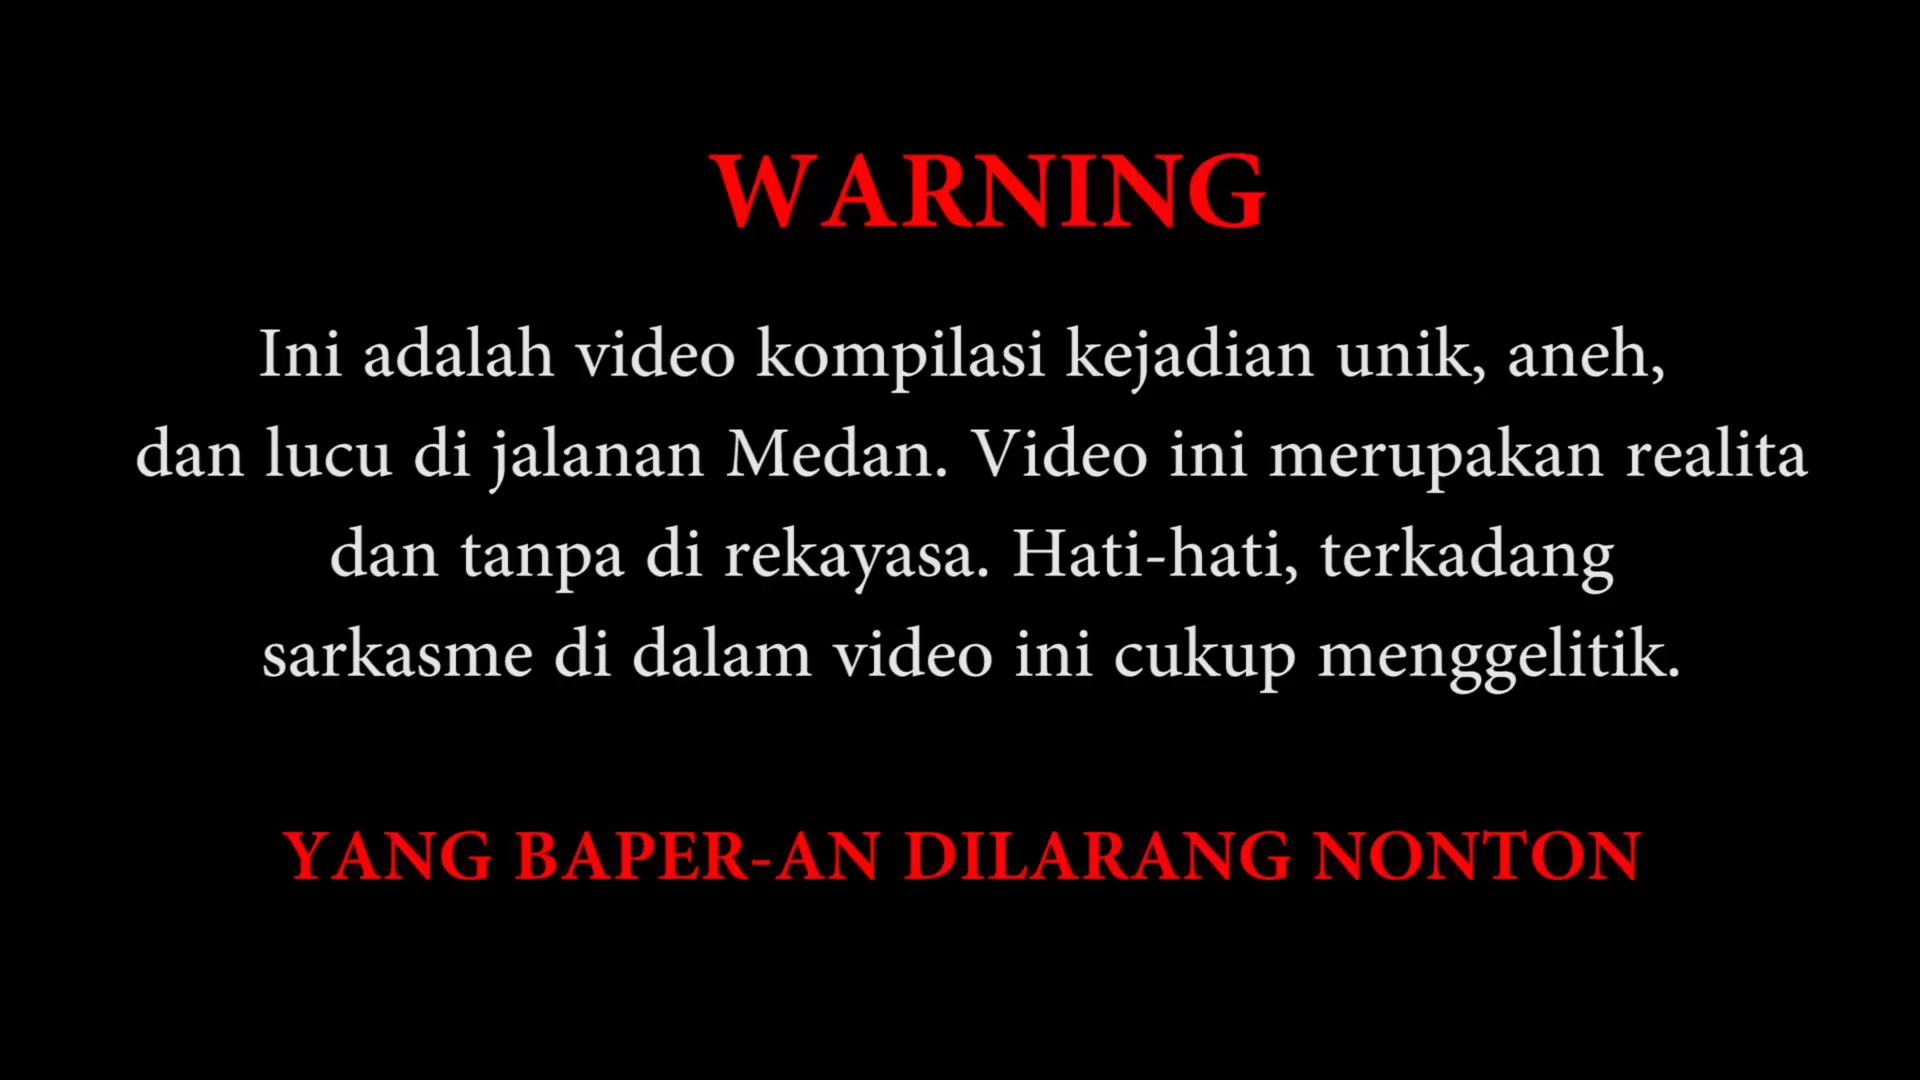 WARNING
Ini adalah video kompilasi kejadian unik, aneh,
dan lucu di jalanan Medan. Video ini merupakan realita
dan tanpa di rekayasa. Hati-hati, terkadang
sarkasme di dalam video ini cukup menggelitik.
YANG BAPER-AN DILARANG NONTON